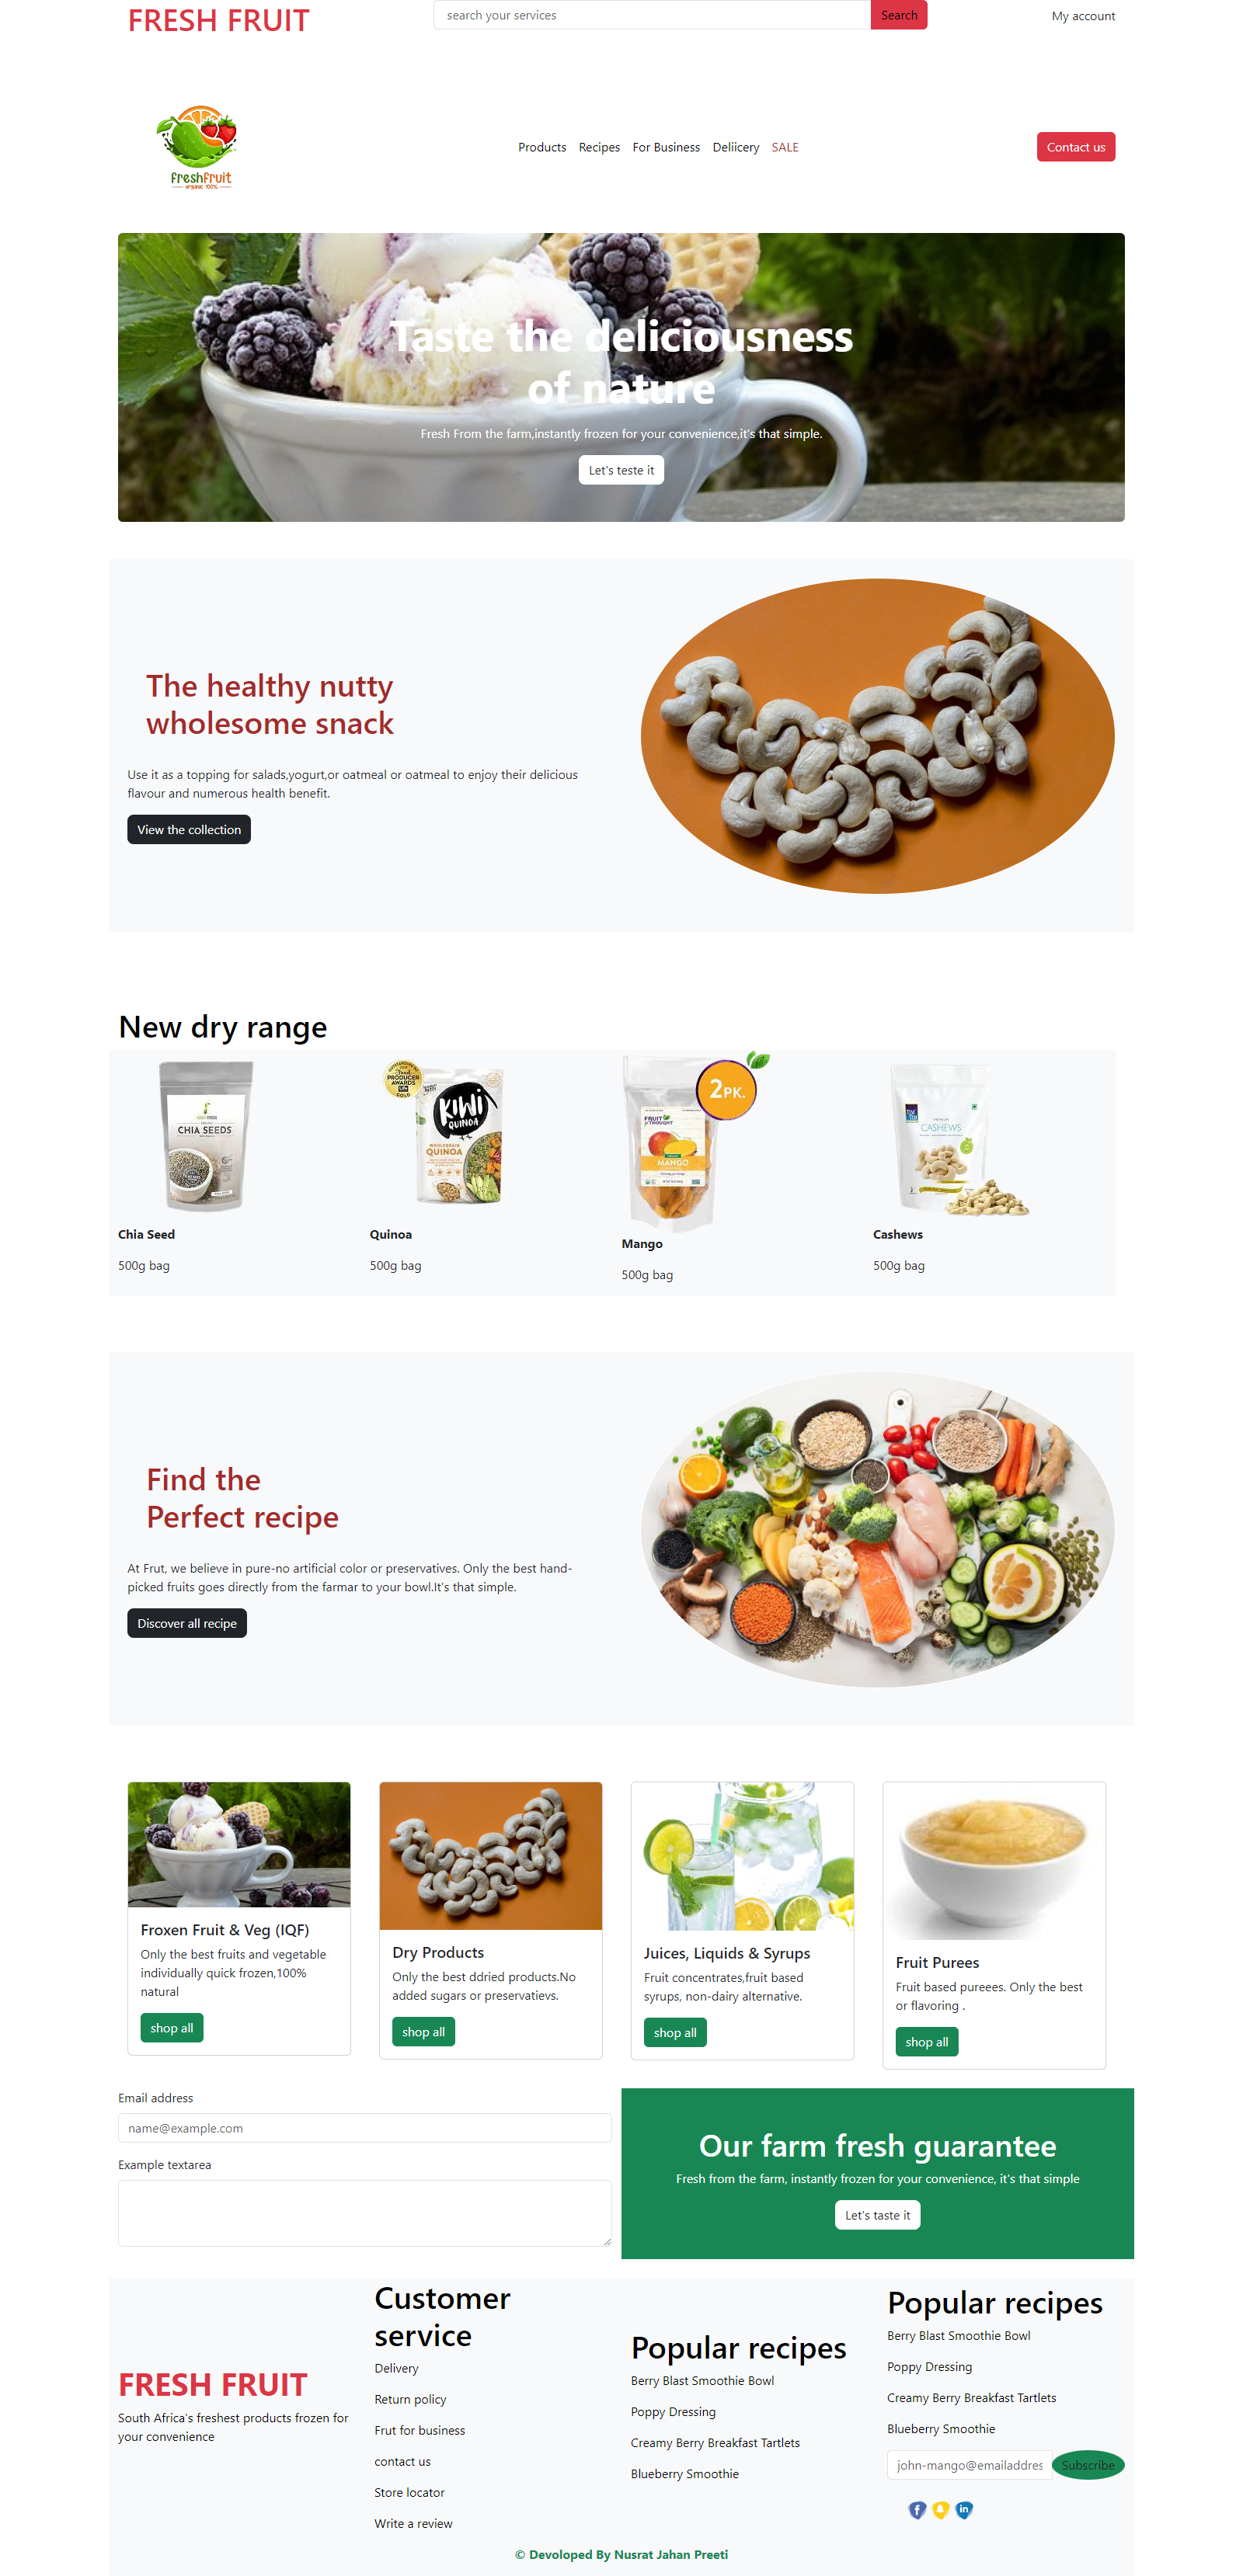 FRESH FRUIT
search your services
Search
My account
freshfruit
organic 100%
Products
Recipes
For Business
Deliicery
SALE
Contact us
Taste the deliciousness
of nature
Fresh From the farm,instantly frozen for your convenience,it's that simple.
Let's teste it
The healthy nutty
wholesome snack
Use it as a topping for salads,yogurt,or oatmeal or oatmeal to enjoy their delicious
flavour and numerous health benefit.
View the collection
New dry range
CHIA SEEDS
Food
PRODUCER
AWARDS
GOLD
KIWI
QUINOA
WHOLEGRAIN
QUINOA
2PK.
FRUIT
THOUGHT
MANGO
CASHEWS
Chia Seed
500g bag
Quinoa
500g bag
Mango
500g bag
Cashews
500g bag
Find the
Perfect recipe
At Frut, we believe in pure-no artificial color or preservatives. Only the best hand-
picked fruits goes directly from the farmar to your bowl.It's that simple.
Discover all recipe
Froxen Fruit & Veg (IQF)
Only the best fruits and vegetable
individually quick frozen,100%
natural
shop all
Dry Products
Only the best ddried products.No
added sugars or preservatievs.
shop all
Juices, Liquids & Syrups
Fruit concentrates,fruit based
syrups, non-dairy alternative.
shop all
Fruit Purees
Fruit based pureees. Only the best
or flavoring .
shop all
Email address
name@example.com
Example textarea
Our farm fresh guarantee
Fresh from the farm, instantly frozen for your convenience, it's that simple
Let's taste it
FRESH FRUIT
South Africa's freshest products frozen for
your convenience
Customer
service
Delivery
Return policy
Frut for business
contact us
Store locator
Write a review
Popular recipes
Berry Blast Smoothie Bowl
Poppy Dressing
Creamy Berry Breakfast Tartlets
Blueberry Smoothie
Popular recipes
Berry Blast Smoothie Bowl
Poppy Dressing
Creamy Berry Breakfast Tartlets
Blueberry Smoothie
john-mango@emailaddres
Subscribe
© Devoloped By Nusrat Jahan Preeti